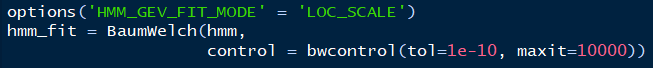 options('HMM_GEV_FIT_MODE' = 'LOC_SCALE')
hmm_fit = BaumWelch(hmm,
control = bwcontrol(tol=1e-10, maxit=10000))